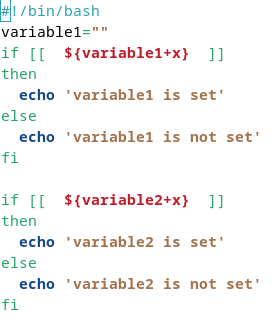 #!/bin/bash
variable1=""
if [[  ${variable1+x}  ]]
then
  echo 'variable1 is set'
else
  echo 'variable1 is not set'
fi

if [[  ${variable2+x}  ]]
then
  echo 'variable2 is set'
else
  echo 'variable2 is not set'
fi